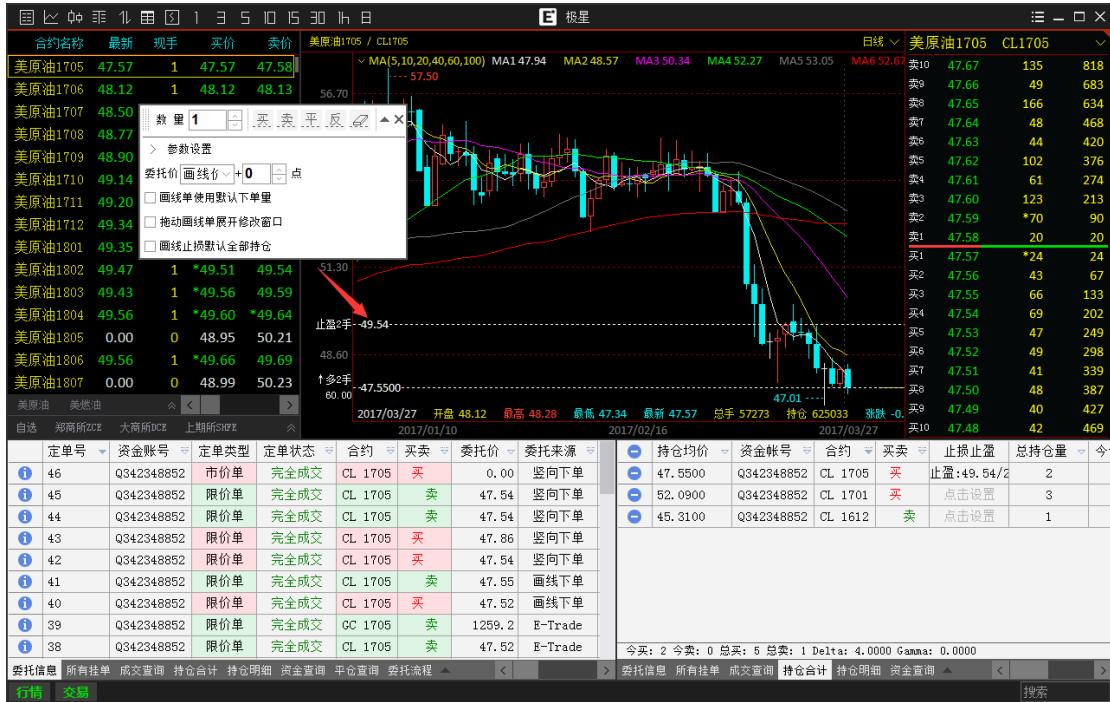 1 3 5 10 15 30 1h 日 E 极星
合约名称 最新 现手 买价 卖价
美原油1705 47.57 1 47.57 47.58
美原油1706 48.12 1 48.12 48.13
美原油1707 48.50
美原油1708 48.77
美原油1709 48.90
美原油1710 49.14
美原油1711 49.20
美原油1712 49.34
美原油1801 49.35
美原油1802 49.47 1 *49.51 49.54
美原油1803 49.43 1 *49.56 49.59
美原油1804 49.56 1 *49.60 *49.64
美原油1805 0.00 0 48.95 50.21
美原油1806 49.56 1 *49.66 49.69
美原油1807 0.00 0 48.99 50.23
美原油 美燃油
自选 郑商所ZCE 大商所DCE 上期所SHFE
数量 1 买 卖 平 反
参数设置
委托价 画线价 + 0 点
画线单使用默认下单量
拖动画线单展开修改窗口
画线止损默认全部持仓
美原油1705 / CL1705 日线
MA(5,10,20,40,60,100) MA1 47.94 MA2 48.57 MA3 50.34 MA4 52.27 MA5 53.05 MA6 52.67
57.50
56.70
51.30
止盈2手 49.54
48.60
↑多2手 47.5500
60.00
47.01
2017/03/27 开盘 48.12 最高 48.28 最低 47.34 最新 47.57 总手 57273 持仓 625033 涨跌 -0.
2017/01/10 2017/02/16 2017/03/27
美原油1705 CL1705
卖10 47.67 135 818
卖9 47.66 49 683
卖8 47.65 166 634
卖7 47.64 48 468
卖6 47.63 44 420
卖5 47.62 102 376
卖4 47.61 61 274
卖3 47.60 123 213
卖2 47.59 *70 90
卖1 47.58 20 20
买1 47.57 *24 24
买2 47.56 43 67
买3 47.55 66 133
买4 47.54 69 202
买5 47.53 47 249
买6 47.52 49 298
买7 47.51 41 339
买8 47.50 48 387
买9 47.49 40 427
买10 47.48 42 469
定单号 资金账号 定单类型 定单状态 合约 买卖 委托价 委托来源
46 Q342348852 市价单 完全成交 CL 1705 买 0.00 竖向下单
45 Q342348852 限价单 完全成交 CL 1705 卖 47.54 竖向下单
44 Q342348852 限价单 完全成交 CL 1705 卖 47.54 竖向下单
43 Q342348852 限价单 完全成交 CL 1705 买 47.86 竖向下单
42 Q342348852 限价单 完全成交 CL 1705 买 47.54 竖向下单
41 Q342348852 限价单 完全成交 CL 1705 卖 47.55 画线下单
40 Q342348852 限价单 完全成交 CL 1705 买 47.52 画线下单
39 Q342348852 限价单 完全成交 GC 1705 卖 1259.2 E-Trade
38 Q342348852 限价单 完全成交 CL 1705 卖 47.52 E-Trade
委托信息 所有挂单 成交查询 持仓合计 持仓明细 资金查询 平仓查询 委托流程
持仓均价 资金帐号 合约 买卖 止损止盈 总持仓量 今
47.5500 Q342348852 CL 1705 买 止盈:49.54/2 2
52.0900 Q342348852 CL 1701 买 点击设置 3
45.3100 Q342348852 CL 1612 卖 点击设置 1
今买: 2 今卖: 0 总买: 5 总卖: 1 Delta: 4.0000 Gamma: 0.0000
委托信息 所有挂单 成交查询 持仓合计 持仓明细 资金查询
行情 交易 搜索